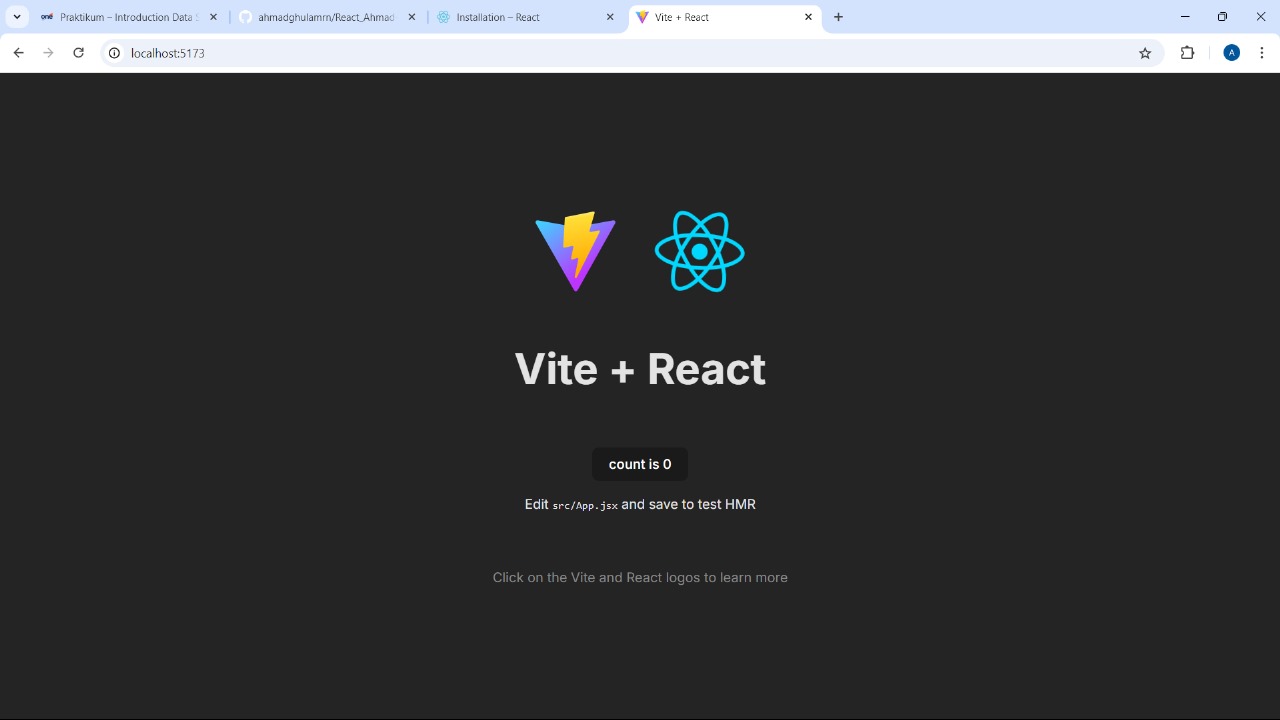 Praktikum – Introduction Data S
ahmadghulamrn/React_Ahmad
Installation – React
Vite + React
localhost:5173
A
Vite + React
count is 0
Edit src/App.jsx and save to test HMR
Click on the Vite and React logos to learn more